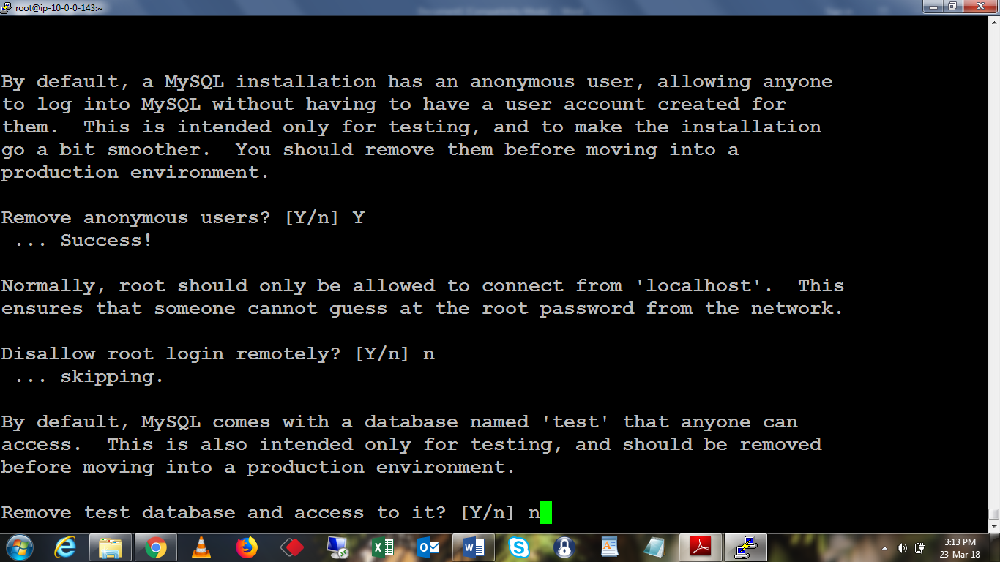 root@ip-10-0-0-143:~
By default, a MySQL installation has an anonymous user, allowing anyone
to log into MySQL without having to have a user account created for
them.  This is intended only for testing, and to make the installation
go a bit smoother.  You should remove them before moving into a
production environment.
Remove anonymous users? [Y/n] Y
 ... Success!
Normally, root should only be allowed to connect from 'localhost'.  This
ensures that someone cannot guess at the root password from the network.
Disallow root login remotely? [Y/n] n
 ... skipping.
By default, MySQL comes with a database named 'test' that anyone can
access.  This is also intended only for testing, and should be removed
before moving into a production environment.
Remove test database and access to it? [Y/n] n
3:13 PM
23-Mar-18